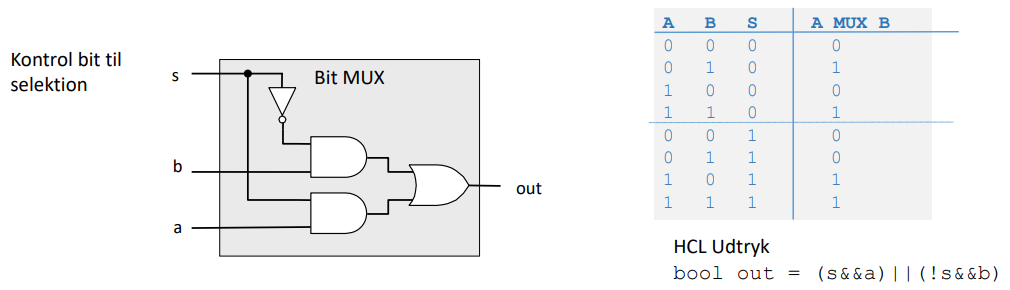 Kontrol bit til
selektion
s
Bit MUX
b
a
out
A B S A MUX B
0 0 0 0
0 1 0 1
1 0 0 0
1 1 0 1
0 0 1 0
0 1 1 0
1 0 1 1
1 1 1 1
HCL Udtryk
bool out = (s&&a)||(!s&&b)